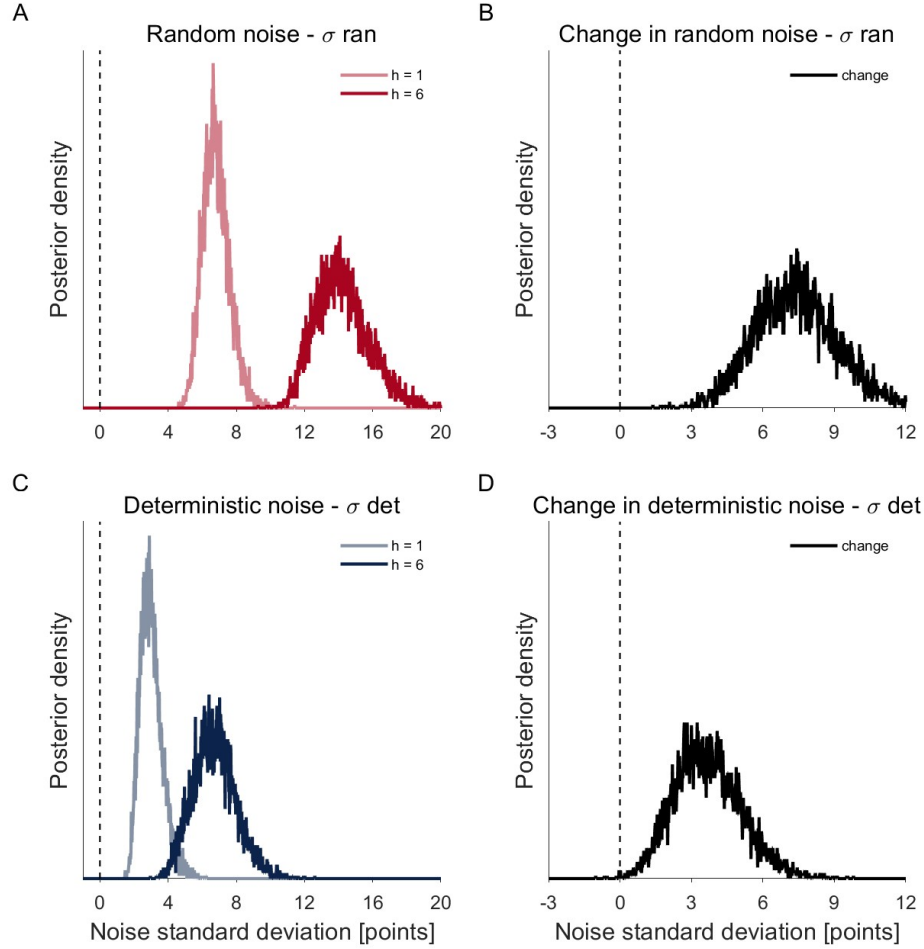 A
Random noise - σ ran
h = 1
h = 6
Posterior density
0 4 8 12 16 20
B
Change in random noise - σ ran
change
Posterior density
-3 0 3 6 9 12
C
Deterministic noise - σ det
h = 1
h = 6
Posterior density
0 4 8 12 16 20
Noise standard deviation [points]
D
Change in deterministic noise - σ det
change
Posterior density
-3 0 3 6 9 12
Noise standard deviation [points]